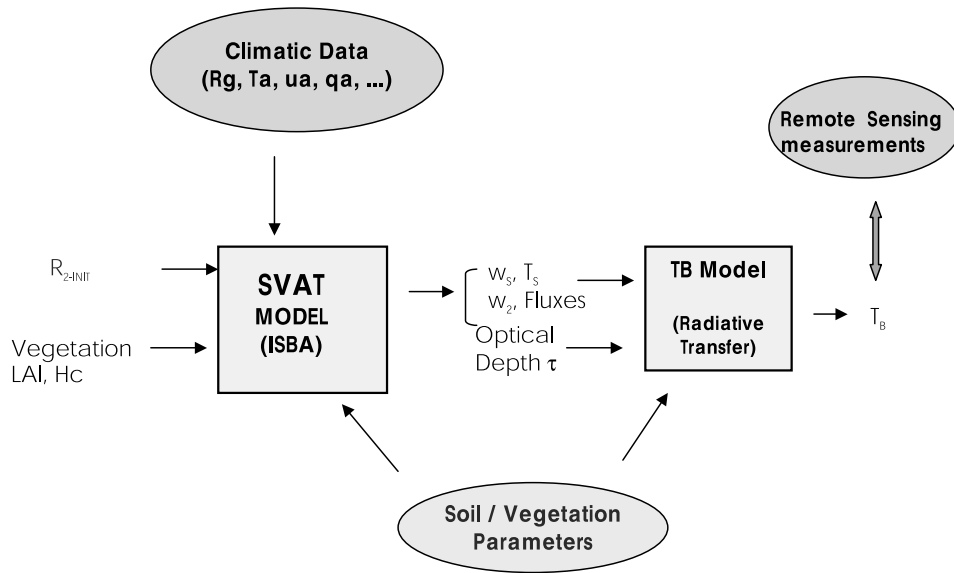 Climatic Data
(Rg, Ta, ua, qa, ...)
Remote Sensing
measurements
R2-INIT
SVAT
MODEL
(ISBA)
Vegetation
LAI, Hc
ws, Ts
w2, Fluxes
Optical
Depth τ
TB Model
(Radiative
Transfer)
TB
Soil / Vegetation
Parameters